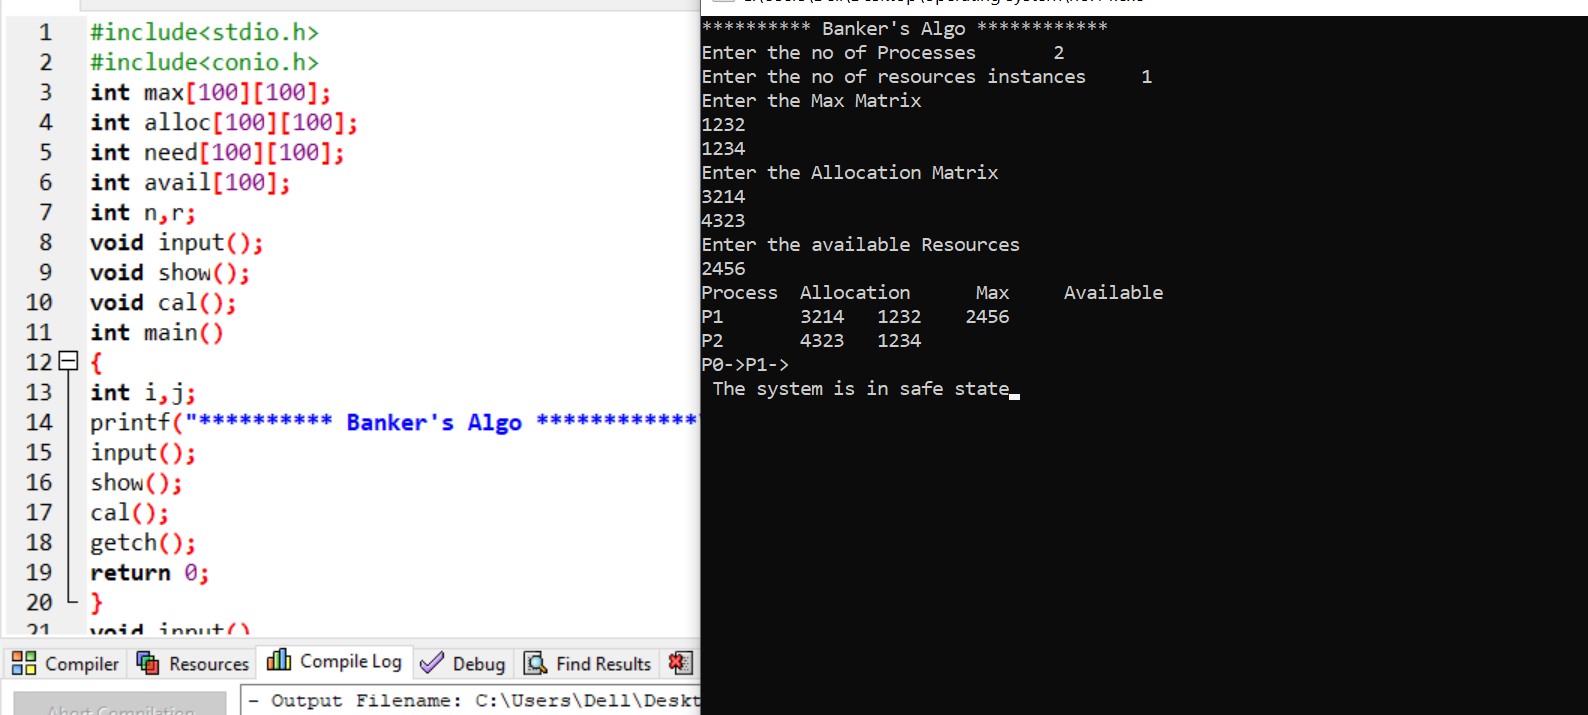 1 #include<stdio.h>
2 #include<conio.h>
3 int max[100][100];
4 int alloc[100][100];
5 int need[100][100];
6 int avail[100];
7 int n,r;
8 void input();
9 void show();
10 void cal();
11 int main()
12 {
13 int i,j;
14 printf("********** Banker's Algo ************
15 input();
16 show();
17 cal();
18 getch();
19 return 0;
20 }
21 void input()
Compiler Resources Compile Log Debug Find Results
Abort Compilation
- Output Filename: C:\Users\Dell\Deskt
********** Banker's Algo ************
Enter the no of Processes 2
Enter the no of resources instances 1
Enter the Max Matrix
1232
1234
Enter the Allocation Matrix
3214
4323
Enter the available Resources
2456
Process Allocation Max Available
P1 3214 1232 2456
P2 4323 1234
P0->P1->
The system is in safe state